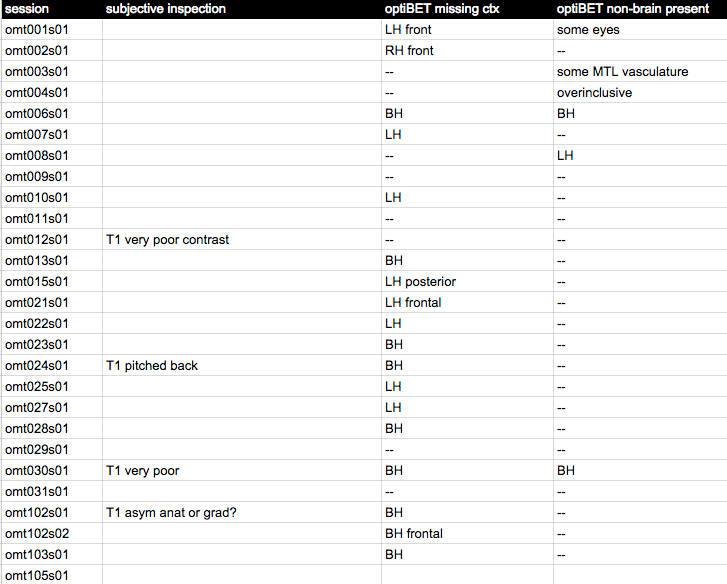 session subjective inspection optiBET missing ctx optiBET non-brain present
omt001s01 LH front some eyes
omt002s01 RH front --
omt003s01 -- some MTL vasculature
omt004s01 -- overinclusive
omt006s01 BH BH
omt007s01 LH --
omt008s01 -- LH
omt009s01 -- --
omt010s01 LH --
omt011s01 -- --
omt012s01 T1 very poor contrast -- --
omt013s01 BH --
omt015s01 LH posterior --
omt021s01 LH frontal --
omt022s01 LH --
omt023s01 BH --
omt024s01 T1 pitched back BH --
omt025s01 LH --
omt027s01 LH --
omt028s01 BH --
omt029s01 -- --
omt030s01 T1 very poor BH BH
omt031s01 -- --
omt102s01 T1 asym anat or grad? BH --
omt102s02 BH frontal --
omt103s01 BH --
omt105s01